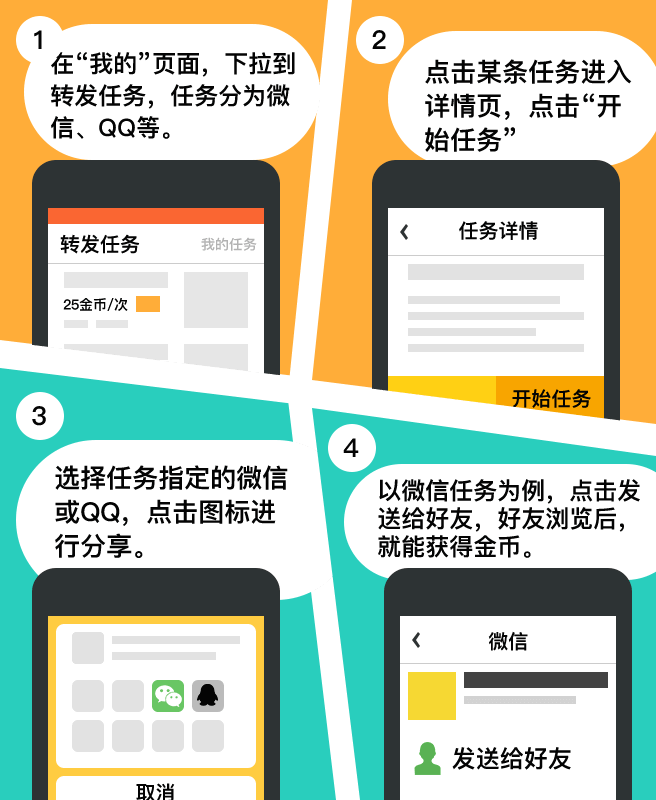 1
在“我的”页面，下拉到
转发任务，任务分为微
信、QQ等。
转发任务
我的任务
25金币/次
2
点击某条任务进入
详情页，点击“开
始任务”
任务详情
开始任务
3
选择任务指定的微信
或QQ，点击图标进
行分享。
取消
4
以微信任务为例，点击发
送给好友，好友浏览后，
就能获得金币。
微信
发送给好友